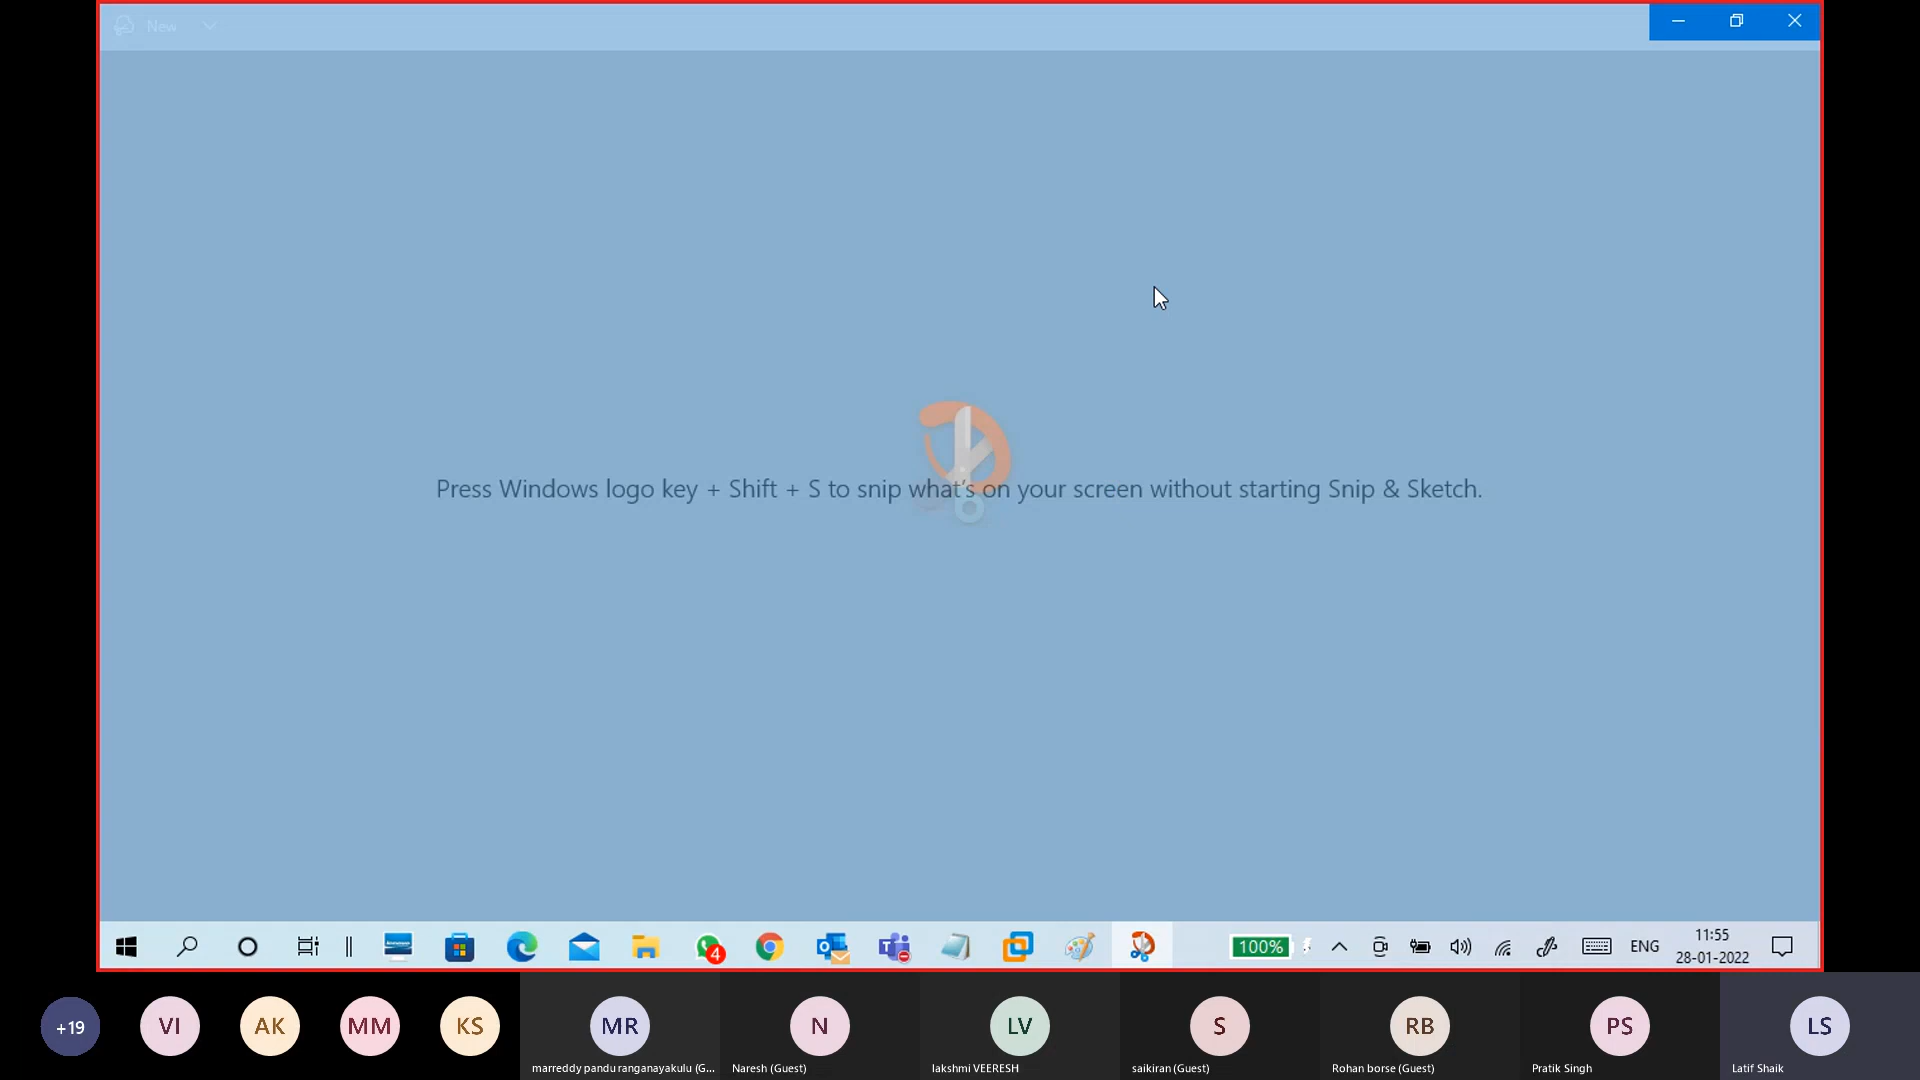 New
Press Windows logo key + Shift + S to snip what's on your screen without starting Snip & Sketch.
4
100%
ENG
11:55
28-01-2022
+19
VI
AK
MM
KS
MR
N
LV
S
RB
PS
LS
marreddy pandu ranganayakulu (G...
Naresh (Guest)
lakshmi VEERESH
saikiran (Guest)
Rohan borse (Guest)
Pratik Singh
Latif Shaik